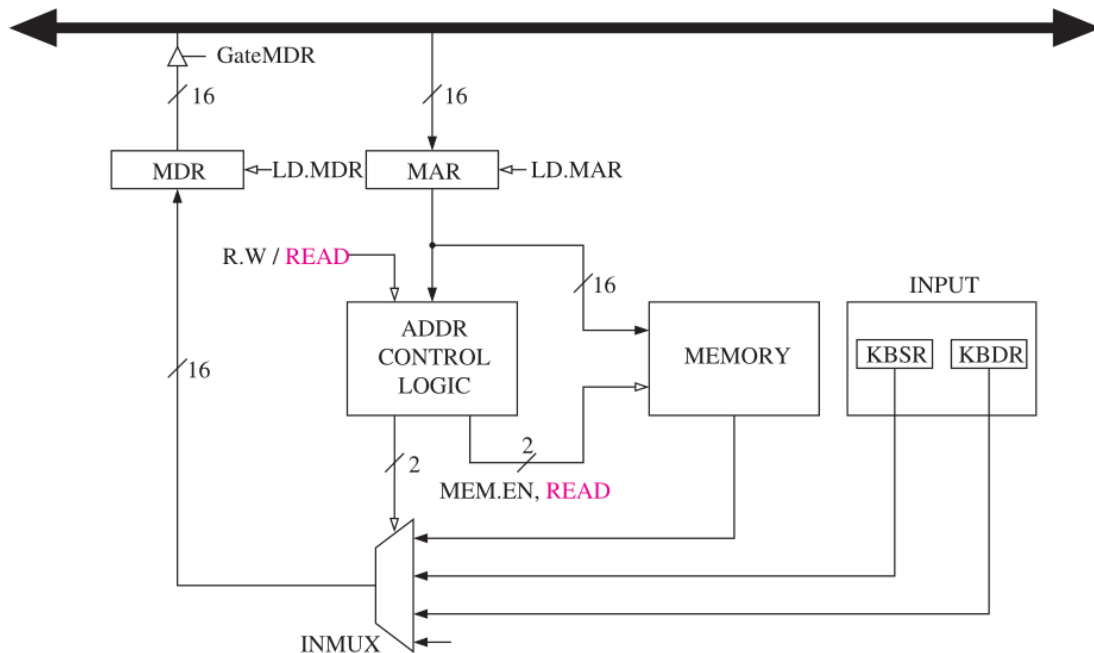 GateMDR
16
16
MDR
LD.MDR
MAR
LD.MAR
R.W / READ
16
INPUT
ADDR
CONTROL
LOGIC
MEMORY
KBSR
KBDR
16
2
2
MEM.EN, READ
INMUX